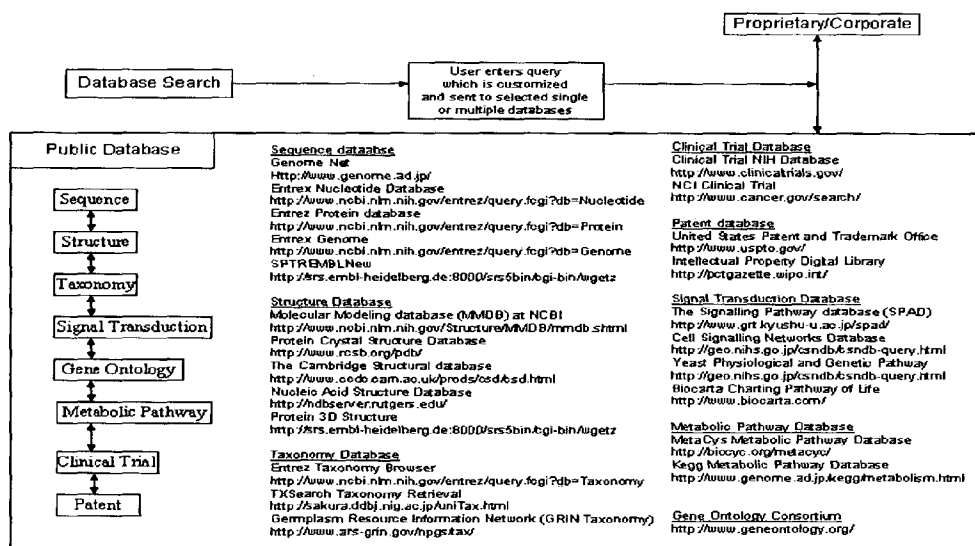 Proprietary/Corporate
Database Search
User enters query
which is customized
and sent to selected single
or multiple databases
Public Database
Sequence
Structure
Taxonomy
Signal Transduction
Gene Ontology
Metabolic Pathway
Clinical Trial
Patent
Sequence dataabse
Genome Net
Http://www.genome.ad.jp/
Entrex Nucleotide Database
http://www.ncbi.nlm.nih.gov/entrez/query.fcgi?db=Nucleotide
Entrez Protein database
http://www.ncbi.nlm.nih.gov/entrez/query.fcgi?db=Protein
Entrex Genome
http://www.ncbi.nlm.nih.gov/entrez/query.fcgi?db=Genome
SPTREMBLNew
http://srs.embl-heidelberg.de:8000/srs5bin/cgi-bin/wgetz
Structure Database
Molecular Modeling database (MMDB) at NCBI
http://www.ncbi.nlm.nih.gov/Structure/MMDB/mmdb.shtml
Protein Crystal Structure Database
http://www.rcsb.org/pdb/
The Cambridge Structural database
http://www.ccdc.cam.ac.uk/prods/csd/csd.html
Nucleic Acid Structure Database
http://ndbserver.rutgers.edu/
Protein 3D Structure
http://srs.embl-heidelberg.de:8000/srs5bin/cgi-bin/wgetz
Taxonomy Database
Entrez Taxonomy Browser
http://www.ncbi.nlm.nih.gov/entrez/query.fcgi?db=Taxonomy
TXSearch Taxonomy Retrieval
http://sakura.ddbj.nig.ac.jp/uniTax.html
Germplasm Resource Information Network (GRIN Taxonomy)
http://www.ars-grin.gov/npgs/tax/
Clinical Trial Database
Clinical Trial NIH Database
http://www.clinicatrials.gov/
NCI Clinical Trial
http://www.cancer.gov/search/
Patent database
United States Patent and Trademark Office
http://www.uspto.gov/
Intellectual Property Digital Library
http://pctgazette.wipo.int/
Signal Transduction Database
The Signalling Pathway database (SPAD)
http://www.grt.kyushu-u.ac.jp/spad/
Cell Signalling Networks Database
http://geo.nihs.go.jp/csndb/csndb-query.html
Yeast Physiological and Genetic Pathway
http://geo.nihs.go.jp/csndb/csndb-query.html
Biocarta Charting Pathway of Life
http://www.biocarta.com/
Metabolic Pathway Database
MetaCys Metabolic Pathway Database
http://biocyc.org/metacyc/
Kegg Metabolic Pathway Database
http://www.genome.ad.jp/kegg/metabolism.html
Gene Ontology Consortium
http://www.geneontology.org/